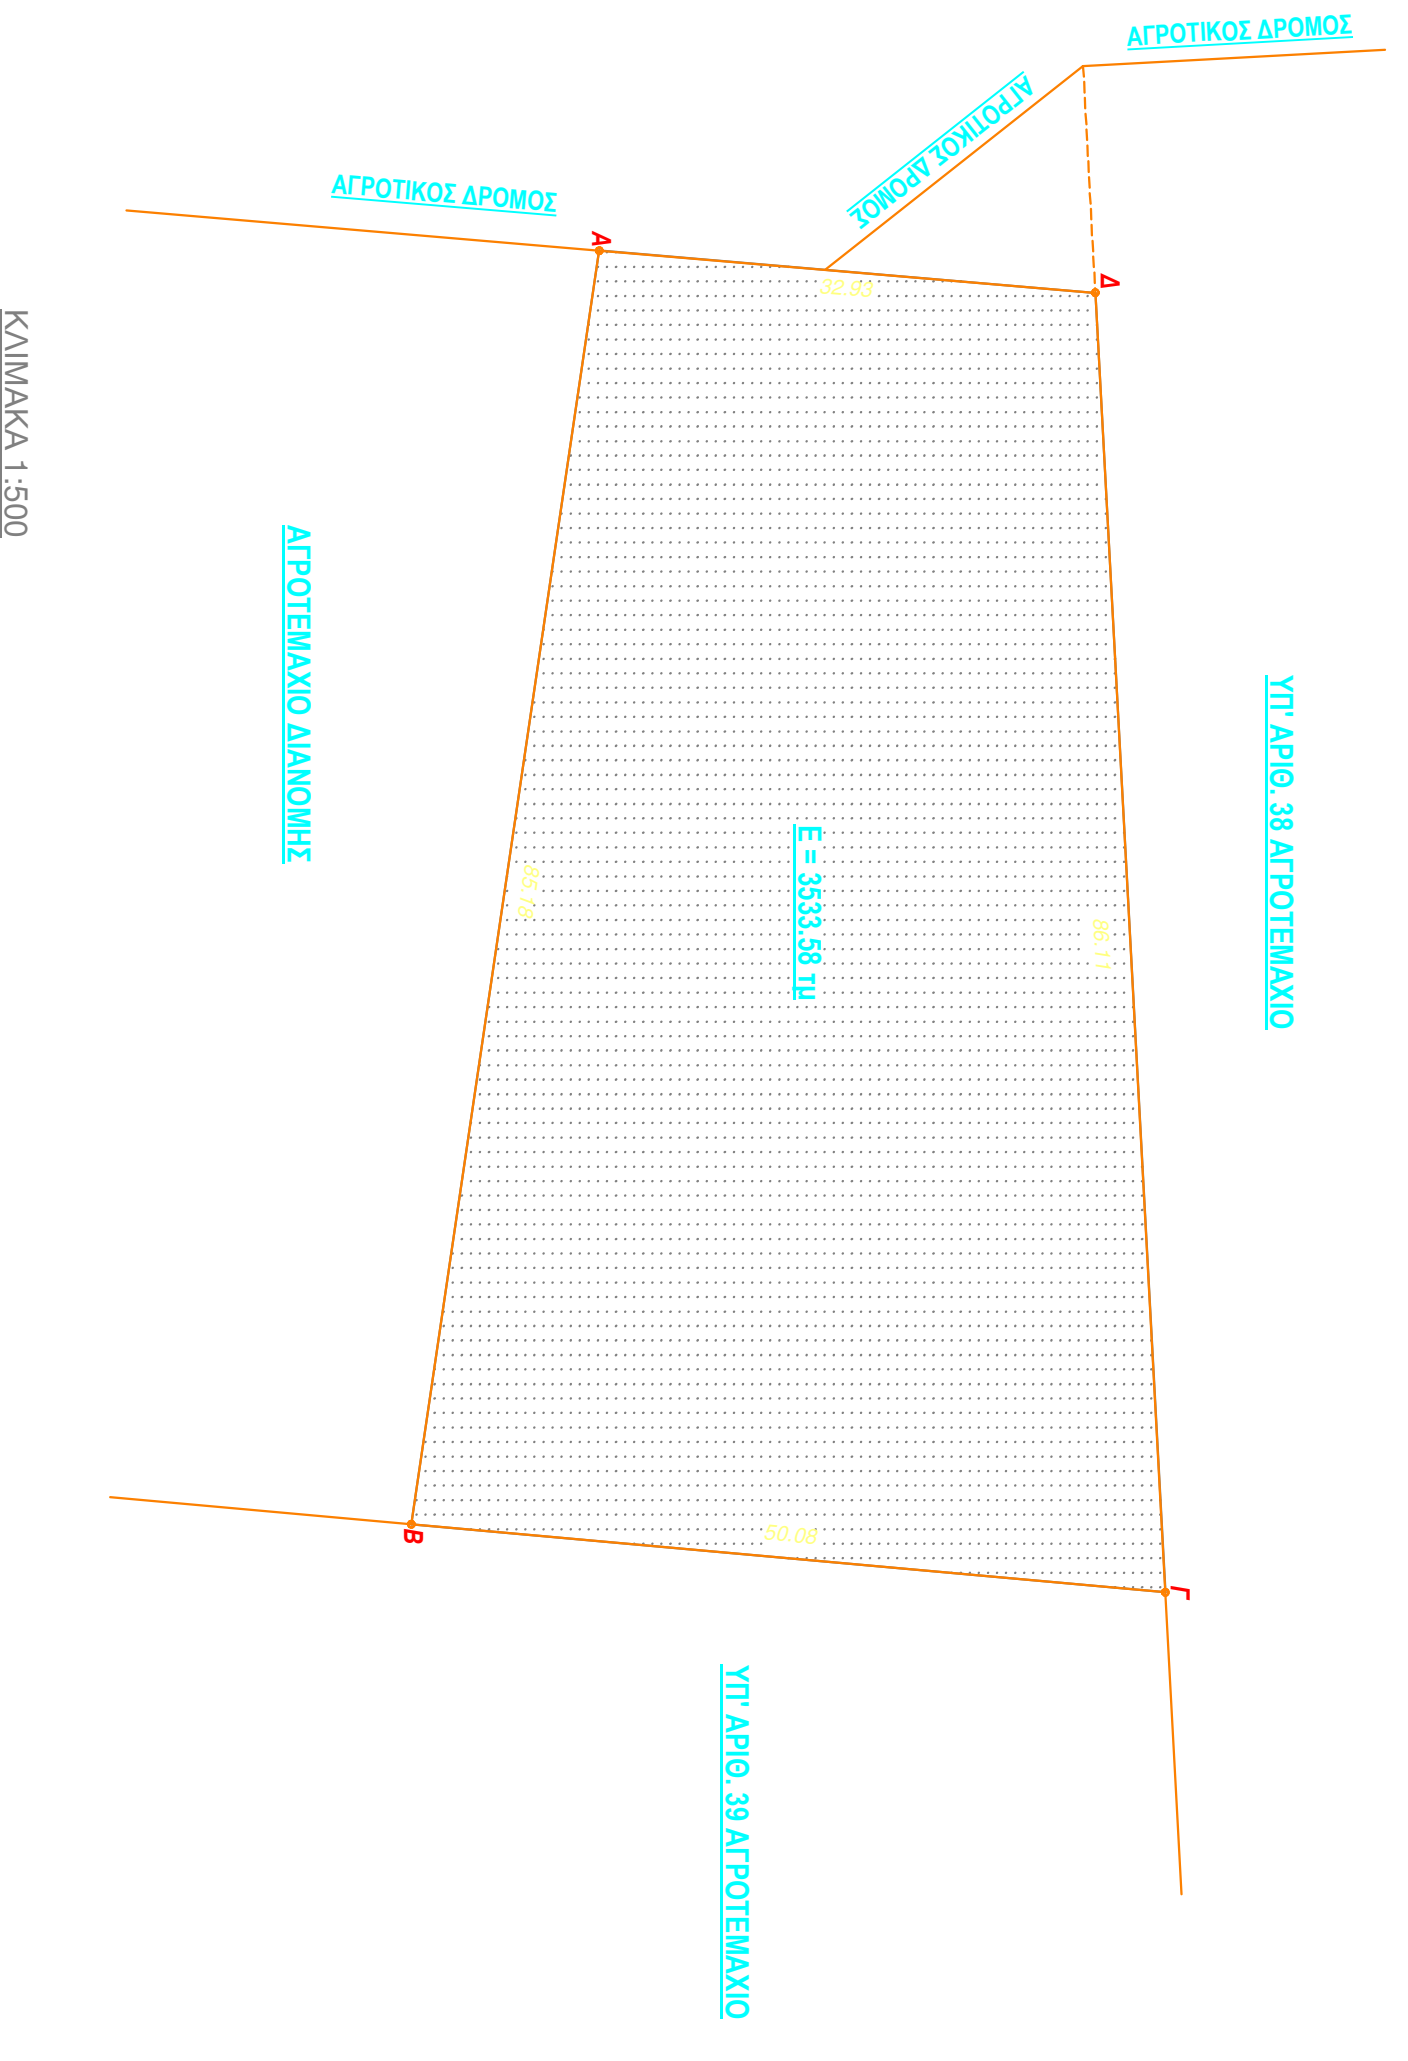 ΑΓΡΟΤΙΚΟΣ ΔΡΟΜΟΣ
ΑΓΡΟΤΙΚΟΣ ΔΡΟΜΟΣ
ΑΓΡΟΤΙΚΟΣ ΔΡΟΜΟΣ
Α
Δ
32.93
ΚΛΙΜΑΚΑ 1:500
ΑΓΡΟΤΕΜΑΧΙΟ ΔΙΑΝΟΜΗΣ
ΥΠ' ΑΡΙΘ. 38 ΑΓΡΟΤΕΜΑΧΙΟ
85.18
Ε = 3533.58 τμ
86.11
Β
50.08
Γ
ΥΠ' ΑΡΙΘ. 39 ΑΓΡΟΤΕΜΑΧΙΟ